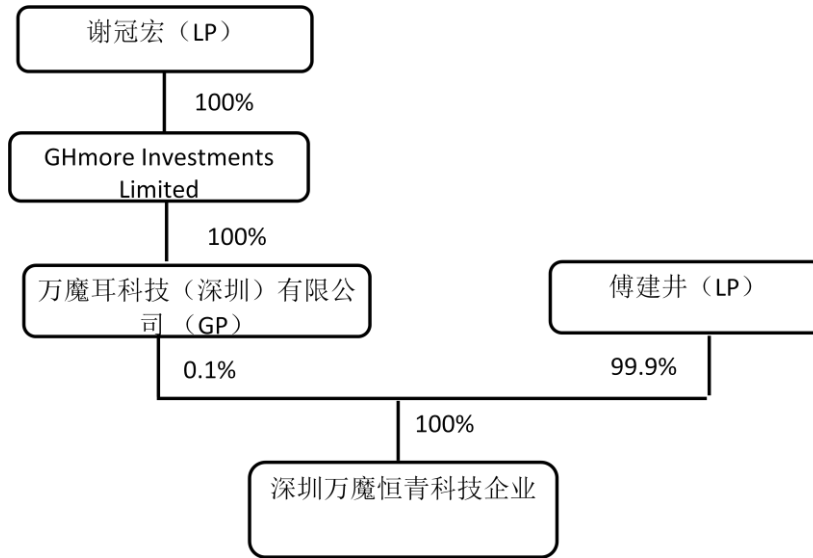 谢冠宏（LP）
100%
GHmore Investments
Limited
100%
万魔耳科技（深圳）有限公
司 （GP）
傅建井（LP）
0.1%
99.9%
100%
深圳万魔恒青科技企业